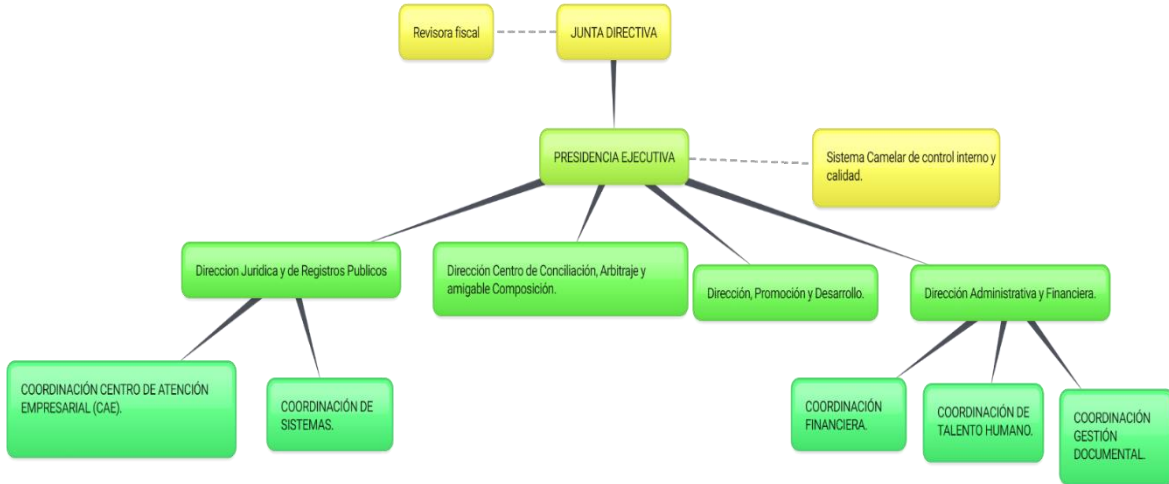 Revisora fiscal
JUNTA DIRECTIVA
PRESIDENCIA EJECUTIVA
Sistema Camelar de control interno y
calidad.
Direccion Juridica y de Registros Publicos
Dirección Centro de Conciliación, Arbitraje y
amigable Composición.
Dirección, Promoción y Desarrollo.
Dirección Administrativa y Financiera.
COORDINACIÓN CENTRO DE ATENCIÓN
EMPRESARIAL (CAE).
COORDINACIÓN DE
SISTEMAS.
COORDINACIÓN
FINANCIERA.
COORDINACIÓN DE
TALENTO HUMANO.
COORDINACIÓN
GESTIÓN
DOCUMENTAL.